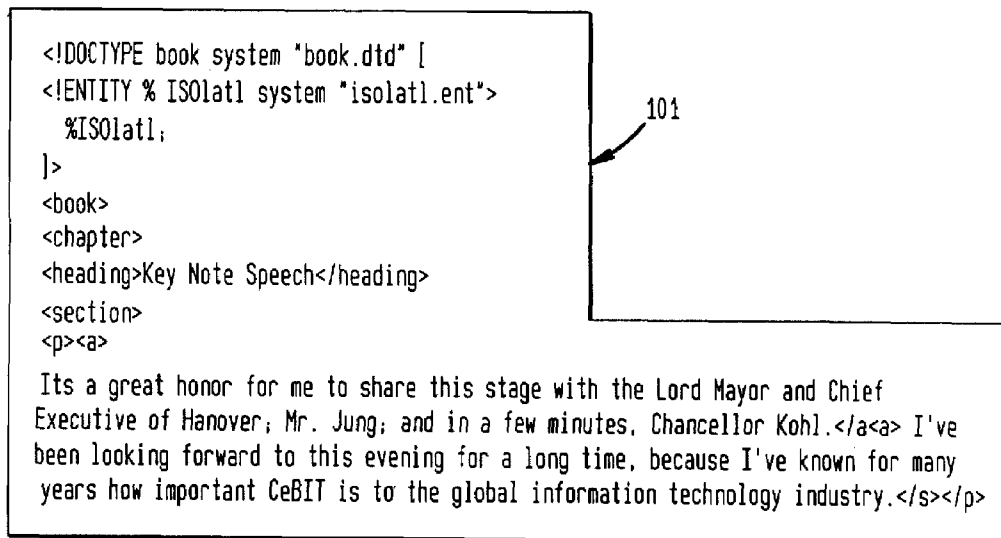 <!DOCTYPE book system "book.dtd" [
<!ENTITY % ISOlatl system "isolatl.ent">
%ISOlatl;
]>
101
<book>
<chapter>
<heading>Key Note Speech</heading>
<section>
<p><a>
Its a great honor for me to share this stage with the Lord Mayor and Chief
Executive of Hanover; Mr. Jung; and in a few minutes, Chancellor Kohl.</a<a> I've
been looking forward to this evening for a long time, because I've known for many
years how important CeBIT is to the global information technology industry.</s></p>